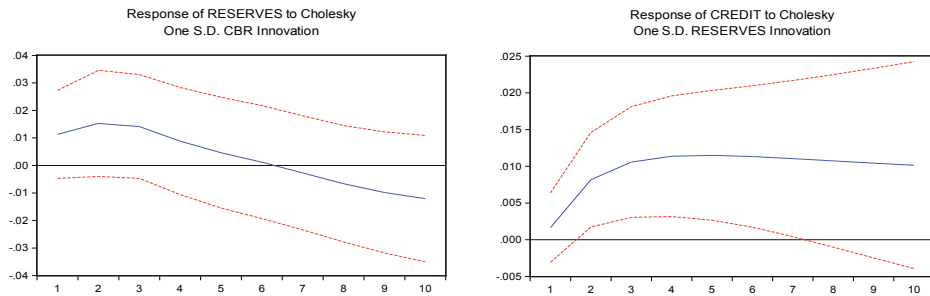 Response of RESERVES to Cholesky
One S.D. CBR Innovation
.04
.03
.02
.01
.00
-.01
-.02
-.03
-.04
1 2 3 4 5 6 7 8 9 10
Response of CREDIT to Cholesky
One S.D. RESERVES Innovation
.025
.020
.015
.010
.005
.000
-.005
1 2 3 4 5 6 7 8 9 10